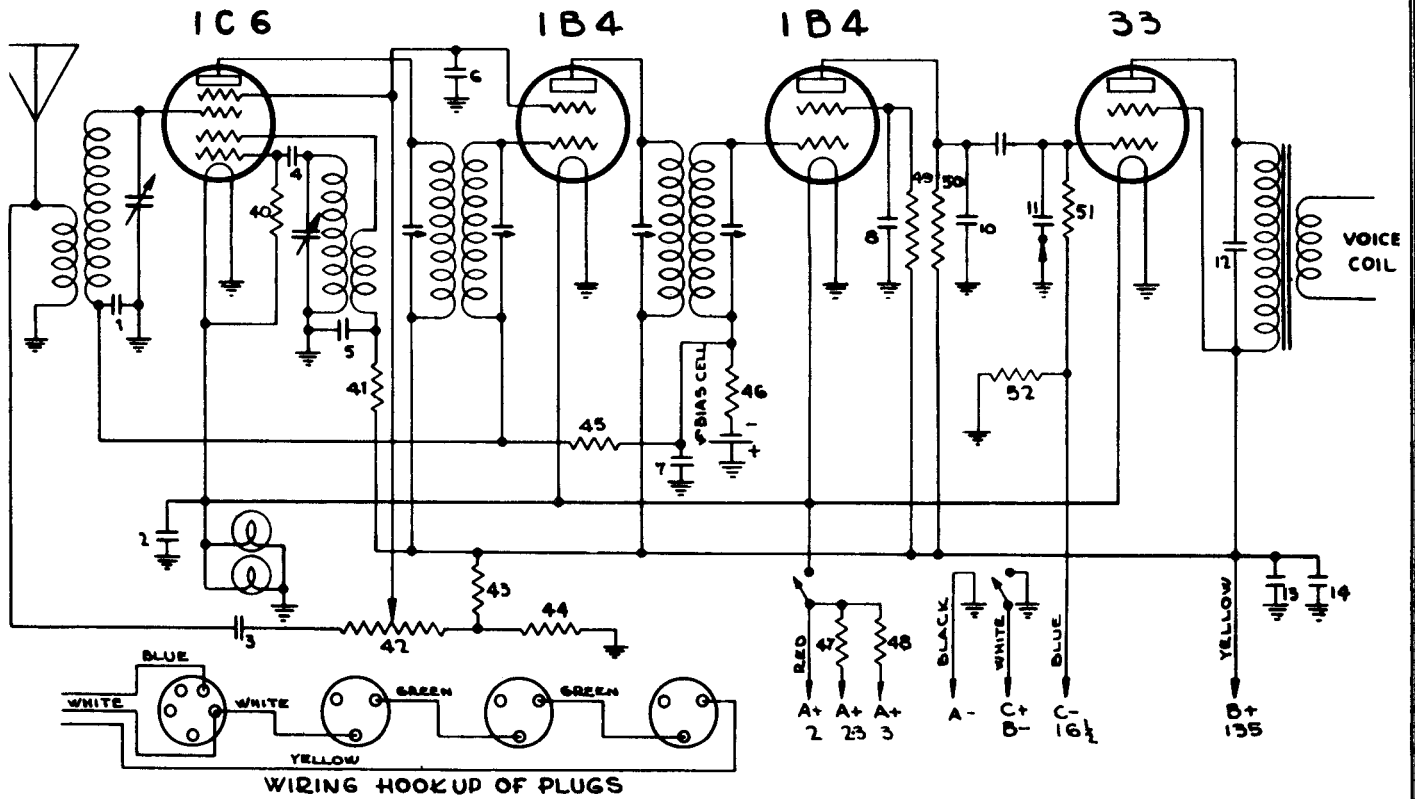 1C6 1B4 1B4 33
6
4
40
49 50
8
10
11
51
12
VOICE
COIL
1
5
41
52
BIAS CELL
46
-
+
45
7
2
43
44
3
42
47
48
13
14
RED
BLACK
WHITE
BLUE
YELLOW
A+ A+ A+ A- C+ C- B+
2 23 3 B- 16½ 135
BLUE
WHITE WHITE GREEN GREEN
YELLOW
WIRING HOOKUP OF PLUGS